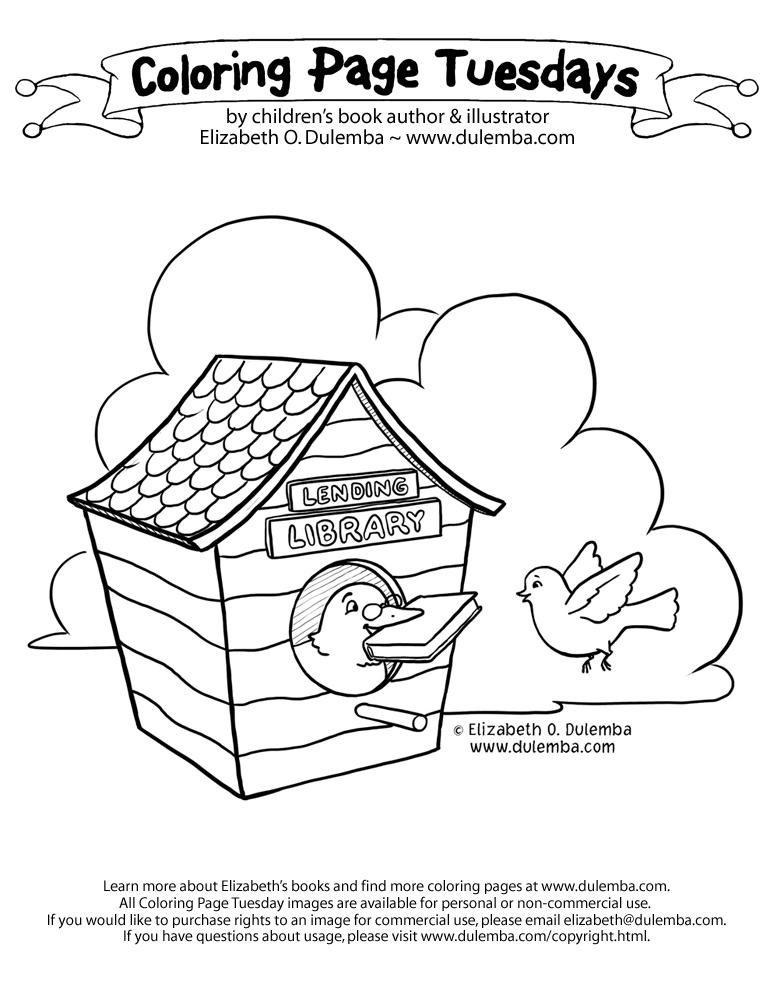 Coloring Page Tuesdays
by children's book author & illustrator
Elizabeth O. Dulemba ~ www.dulemba.com
LENDING
LIBRARY
© Elizabeth O. Dulemba
www.dulemba.com
Learn more about Elizabeth's books and find more coloring pages at www.dulemba.com.
All Coloring Page Tuesday images are available for personal or non-commercial use.
If you would like to purchase rights to an image for commercial use, please email elizabeth@dulemba.com.
If you have questions about usage, please visit www.dulemba.com/copyright.html.